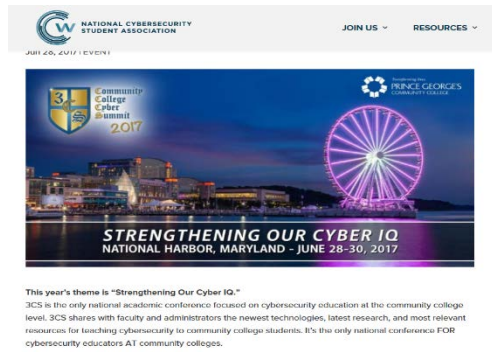 NATIONAL CYBERSECURITY
STUDENT ASSOCIATION
JOIN US
RESOURCES
Jun 28, 2017 | EVENT
3CS
Community
College
Cyber
Summit
2017
PRINCE GEORGE'S
COMMUNITY COLLEGE
STRENGTHENING OUR CYBER IQ
NATIONAL HARBOR, MARYLAND - JUNE 28-30, 2017
This year's theme is "Strengthening Our Cyber IQ."
3CS is the only national academic conference focused on cybersecurity education at the community college
level. 3CS shares with faculty and administrators the newest technologies, latest research, and most relevant
resources for teaching cybersecurity to community college students. It's the only national conference FOR
cybersecurity educators AT community colleges.